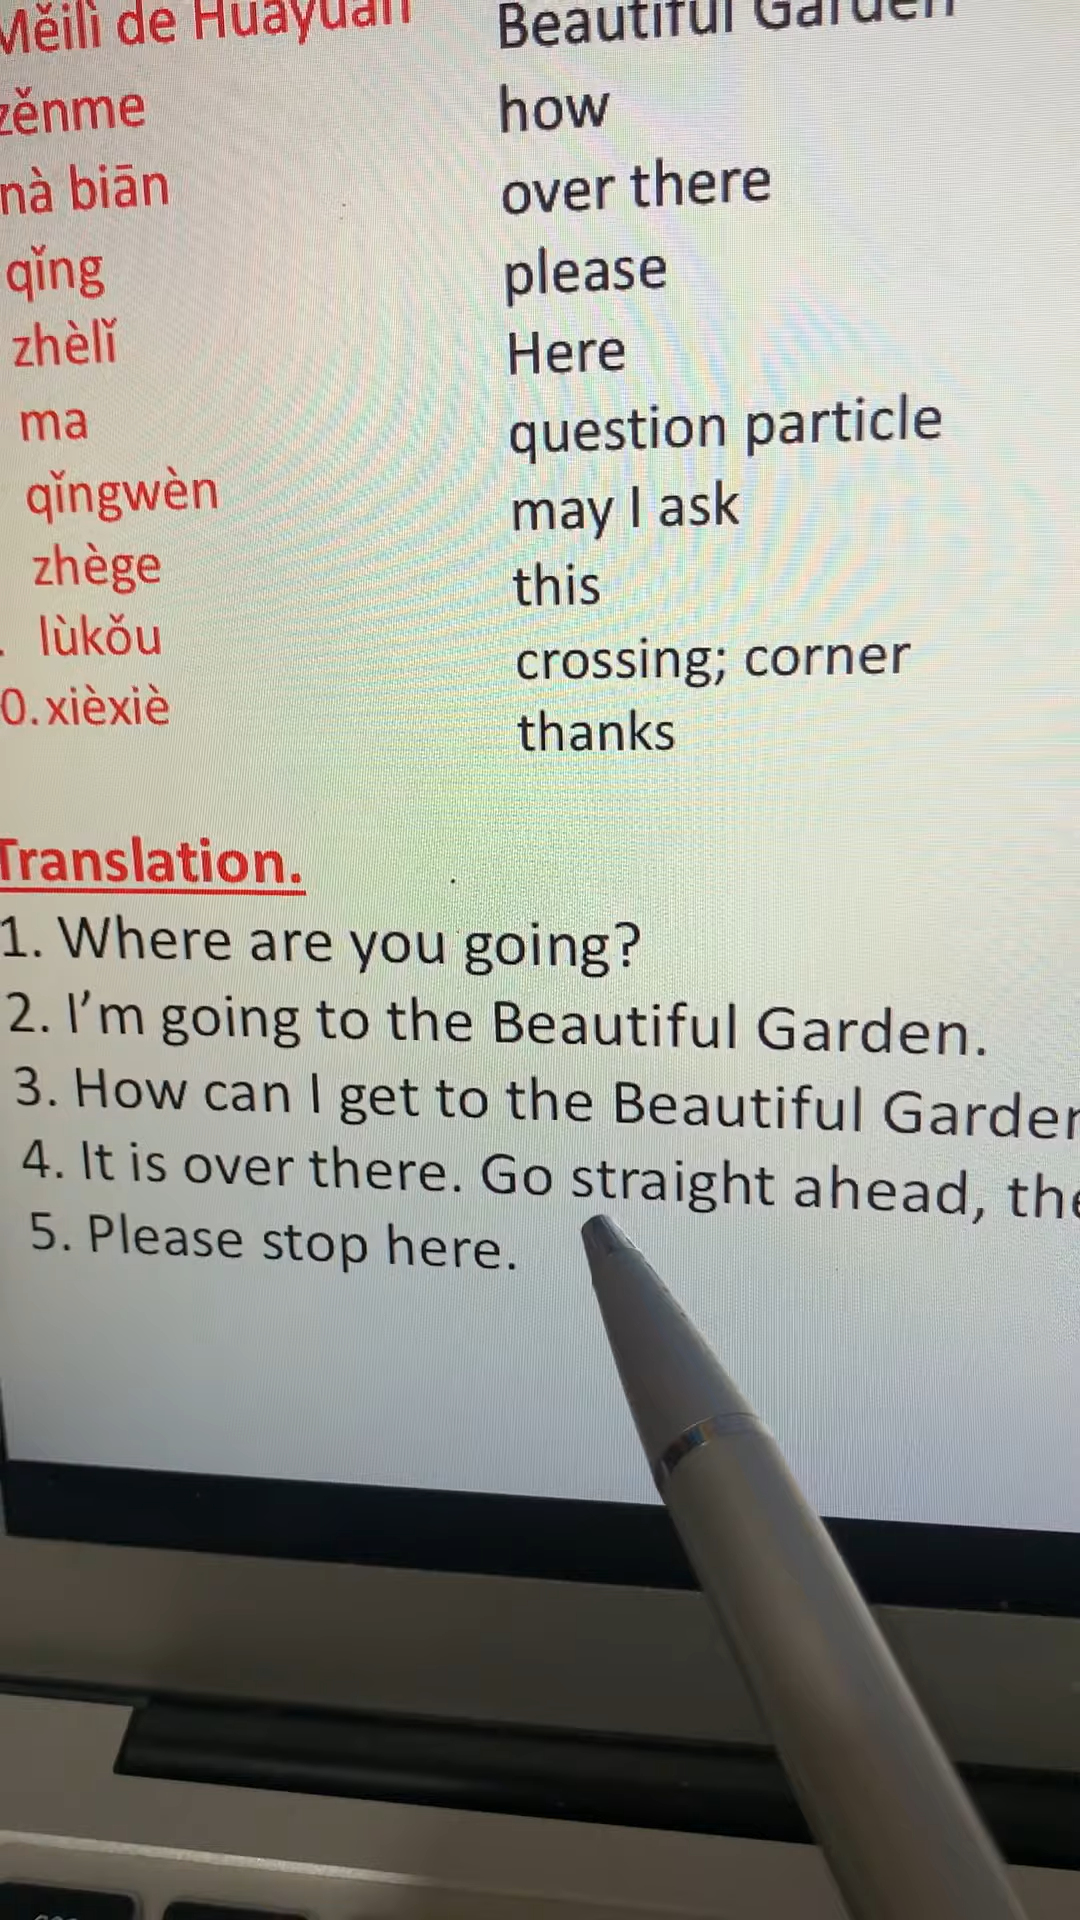 Měilì de Huāyuán Beautiful Garden
zěnme how
nà biān over there
qǐng please
zhèlǐ Here
ma question particle
qǐngwèn may I ask
zhège this
. lùkǒu crossing; corner
0. xièxiè thanks
Translation.
1. Where are you going?
2. I'm going to the Beautiful Garden.
3. How can I get to the Beautiful Garden
4. It is over there. Go straight ahead, the
5. Please stop here.